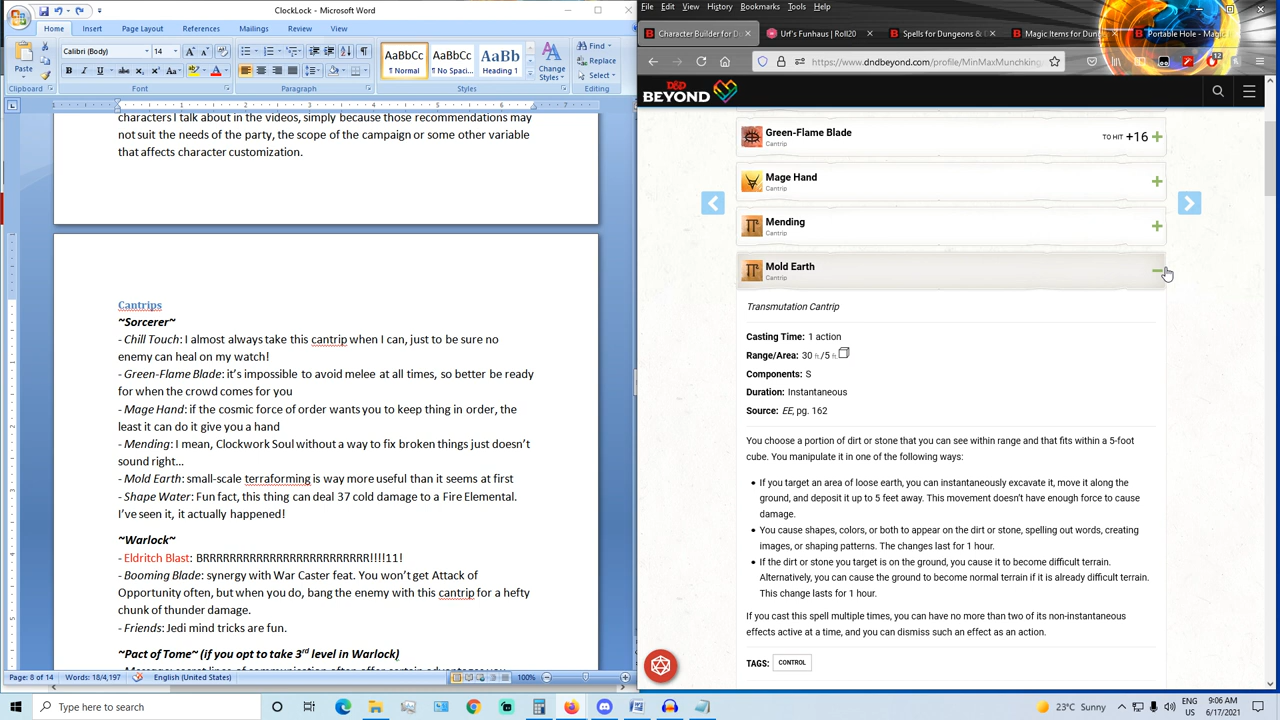 ClockLock - Microsoft Word
Home Insert Page Layout References Mailings Review View
Calibri (Body) 14
Paste
Clipboard Font Paragraph Styles Editing
AaBbCc AaBbCc AaBb
¶ Normal ¶ No Spaci... Heading 1
Change
Styles
Find
Replace
Select
characters I talk about in the videos, simply because those recommendations may
not suit the needs of the party, the scope of the campaign or some other variable
that affects character customization.
Cantrips
~Sorcerer~
- Chill Touch: I almost always take this cantrip when I can, just to be sure no
enemy can heal on my watch!
- Green-Flame Blade: it's impossible to avoid melee at all times, so better be ready
for when the crowd comes for you
- Mage Hand: if the cosmic force of order wants you to keep thing in order, the
least it can do it give you a hand
- Mending: I mean, Clockwork Soul without a way to fix broken things just doesn't
sound right...
- Mold Earth: small-scale terraforming is way more useful than it seems at first
- Shape Water: Fun fact, this thing can deal 37 cold damage to a Fire Elemental.
I've seen it, it actually happened!
~Warlock~
- Eldritch Blast: BRRRRRRRRRRRRRRRRRRRRRRRR!!!!11!
- Booming Blade: synergy with War Caster feat. You won't get Attack of
Opportunity often, but when you do, bang the enemy with this cantrip for a hefty
chunk of thunder damage.
- Friends: Jedi mind tricks are fun.
~Pact of Tome~ (if you opt to take 3rd level in Warlock)
Page: 8 of 14 Words: 18/4,197 English (United States) 100%
File Edit View History Bookmarks Tools Help
Character Builder for D Urf's Funhaus | Roll20 Spells for Dungeons & D Magic Items for Dung Portable Hole - Magic
https://www.dndbeyond.com/profile/MinMaxMunchking
D&D
BEYOND
Green-Flame Blade
Cantrip
TO HIT +16
Mage Hand
Cantrip
Mending
Cantrip
Mold Earth
Cantrip
Transmutation Cantrip
Casting Time: 1 action
Range/Area: 30 ft./5 ft.
Components: S
Duration: Instantaneous
Source: EE, pg. 162
You choose a portion of dirt or stone that you can see within range and that fits within a 5-foot
cube. You manipulate it in one of the following ways:
• If you target an area of loose earth, you can instantaneously excavate it, move it along the
ground, and deposit it up to 5 feet away. This movement doesn't have enough force to cause
damage.
• You cause shapes, colors, or both to appear on the dirt or stone, spelling out words, creating
images, or shaping patterns. The changes last for 1 hour.
• If the dirt or stone you target is on the ground, you cause it to become difficult terrain.
Alternatively, you can cause the ground to become normal terrain if it is already difficult terrain.
This change lasts for 1 hour.
If you cast this spell multiple times, you can have no more than two of its non-instantaneous
effects active at a time, and you can dismiss such an effect as an action.
TAGS: CONTROL
Type here to search
23°C Sunny
ENG
US
9:06 AM
6/17/2021